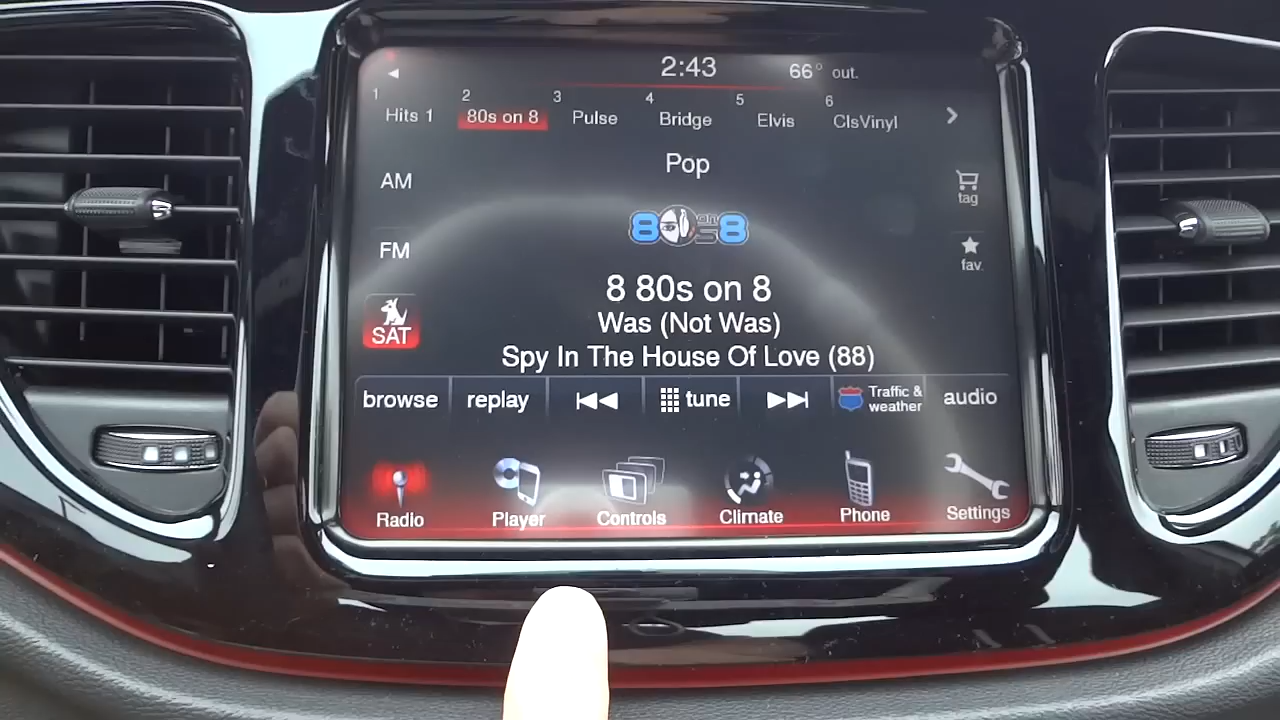 2:43
66° out.
1 Hits 1
2 80s on 8
3 Pulse
4 Bridge
5 Elvis
6 ClsVinyl
Pop
AM
tag
80s on 8
FM
fav.
8 80s on 8
SAT
Was (Not Was)
Spy In The House Of Love (88)
browse
replay
tune
Traffic &
weather
audio
Radio
Player
Controls
Climate
Phone
Settings